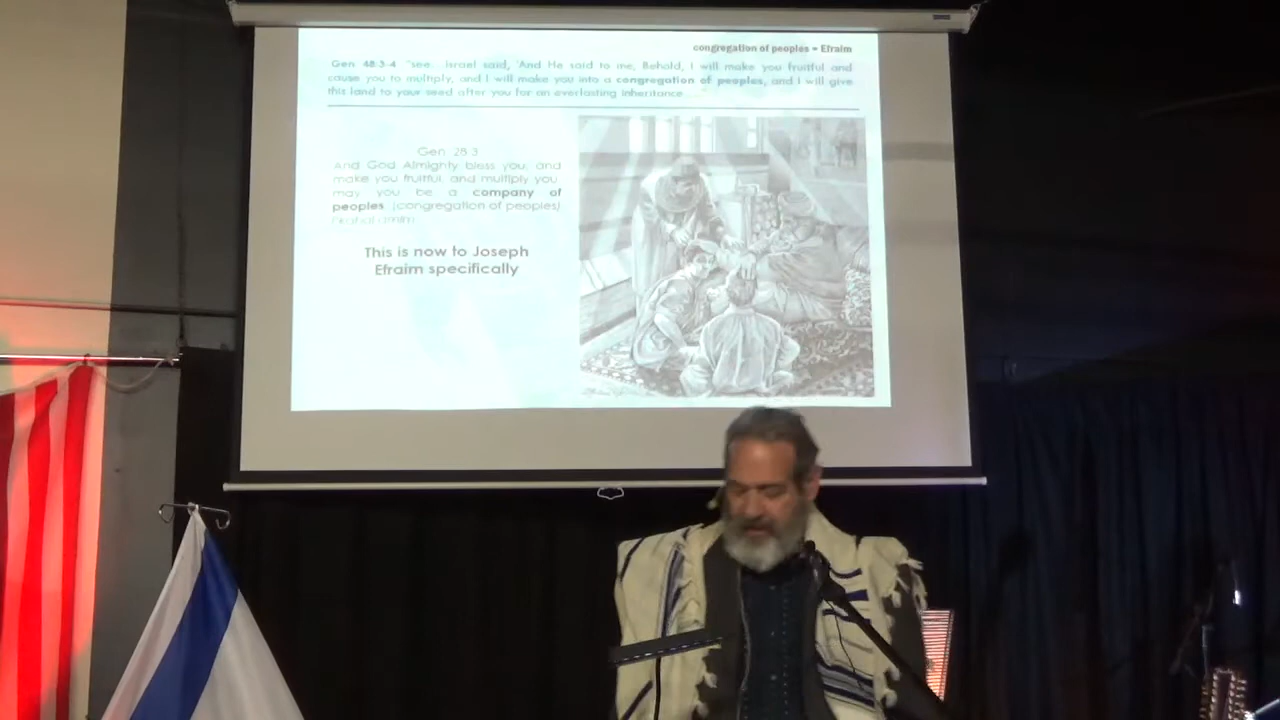 congregation of peoples = Efraim
Gen 48:3-4 Israel said, 'And He said to me, Behold, I will make you fruitful and
cause you to multiply, and I will make you into a congregation of peoples, and I will give
this land to your seed after you for an everlasting inheritance
Gen. 28:3
And God Almighty bless you, and
make you fruitful, and multiply you,
may you be a company of
peoples (congregation of peoples)
This is now to Joseph
Efraim specifically